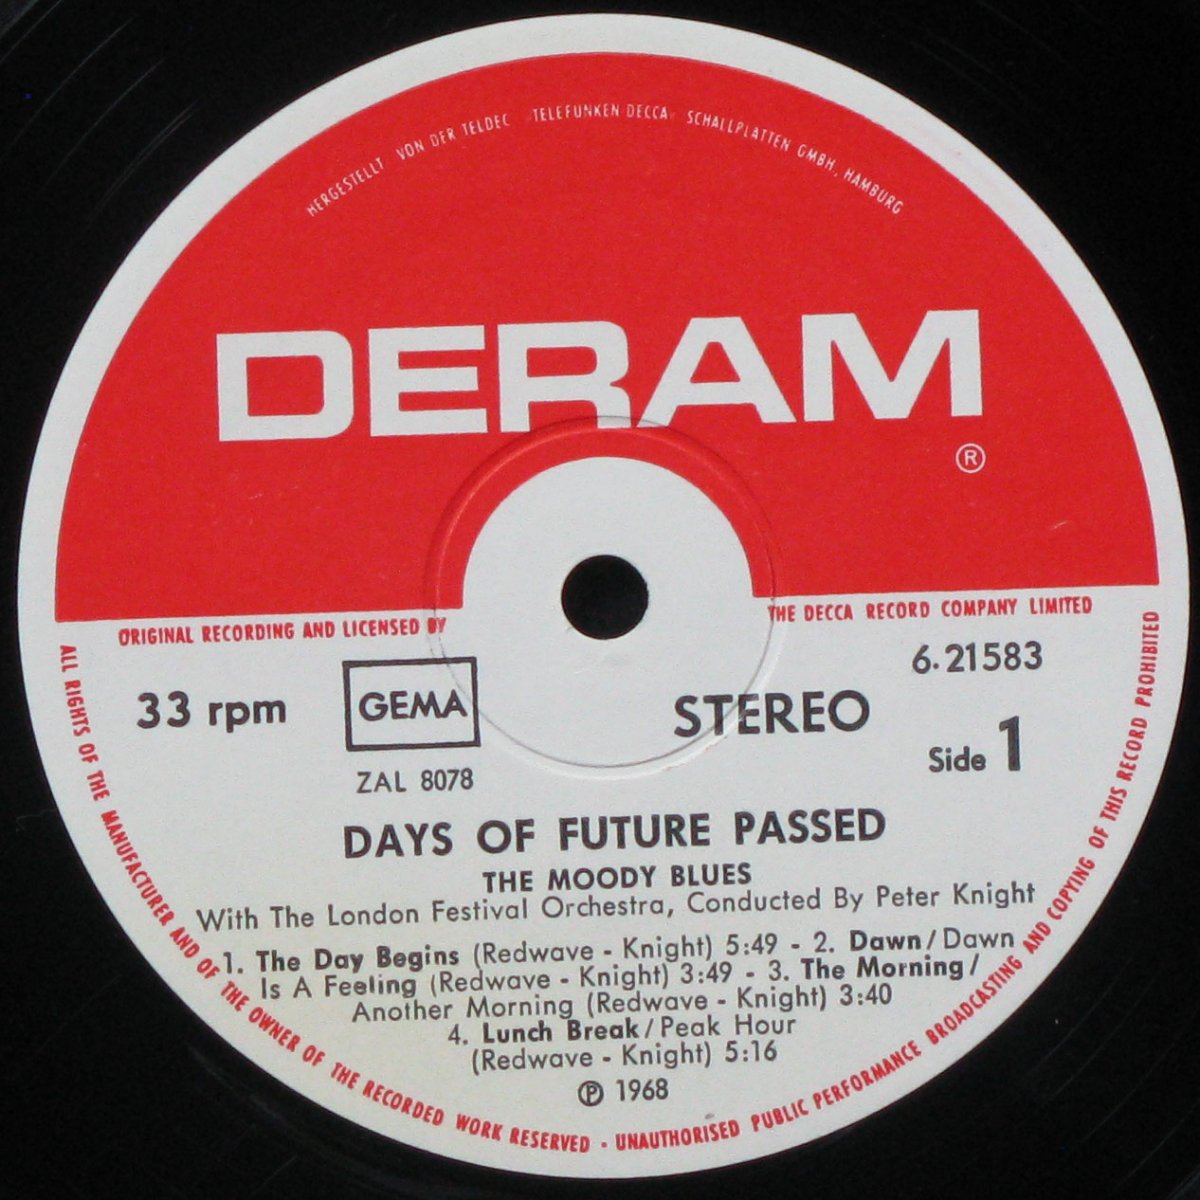 HERGESTELLT VON DER TELDEC TELEFUNKEN DECCA SCHALLPLATTEN GMBH, HAMBURG
DERAM
®
ORIGINAL RECORDING AND LICENSED BY THE DECCA RECORD COMPANY LIMITED
6.21583
33 rpm GEMA STEREO
Side 1
ZAL 8078
DAYS OF FUTURE PASSED
THE MOODY BLUES
With The London Festival Orchestra, Conducted By Peter Knight
1. The Day Begins (Redwave - Knight) 5:49 - 2. Dawn/Dawn
Is A Feeling (Redwave - Knight) 3:49 - 3. The Morning/
Another Morning (Redwave - Knight) 3:40
4. Lunch Break/Peak Hour
(Redwave - Knight) 5:16
℗ 1968
ALL RIGHTS OF THE MANUFACTURER AND OF THE OWNER OF THE RECORDED WORK RESERVED · UNAUTHORISED PUBLIC PERFORMANCE BROADCASTING AND COPYING OF THIS RECORD PROHIBITED